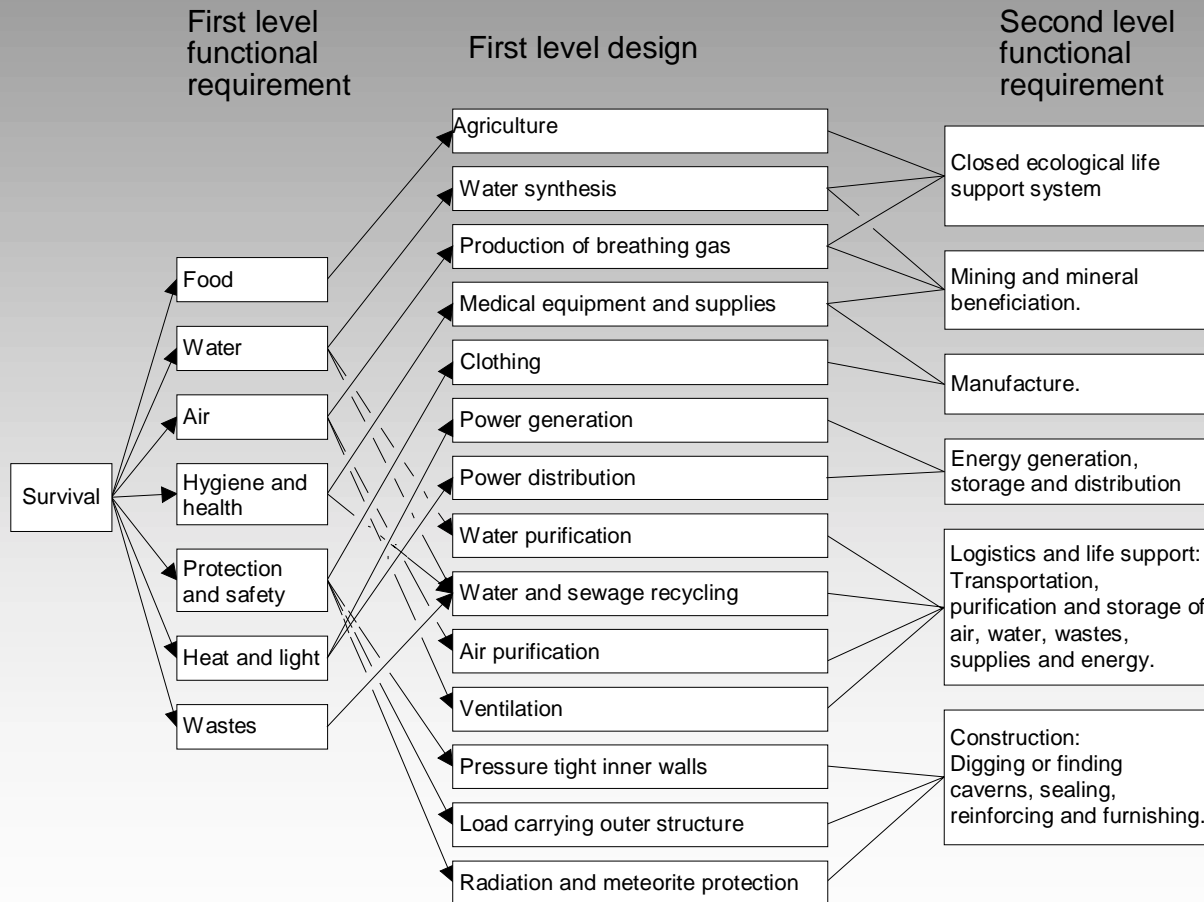 First level
functional
requirement
First level design
Second level
functional
requirement
Survival
Food
Water
Air
Hygiene and
health
Protection
and safety
Heat and light
Wastes
Agriculture
Water synthesis
Production of breathing gas
Medical equipment and supplies
Clothing
Power generation
Power distribution
Water purification
Water and sewage recycling
Air purification
Ventilation
Pressure tight inner walls
Load carrying outer structure
Radiation and meteorite protection
Closed ecological life
support system
Mining and mineral
beneficiation.
Manufacture.
Energy generation,
storage and distribution
Logistics and life support:
Transportation,
purification and storage of
air, water, wastes,
supplies and energy.
Construction:
Digging or finding
caverns, sealing,
reinforcing and furnishing.